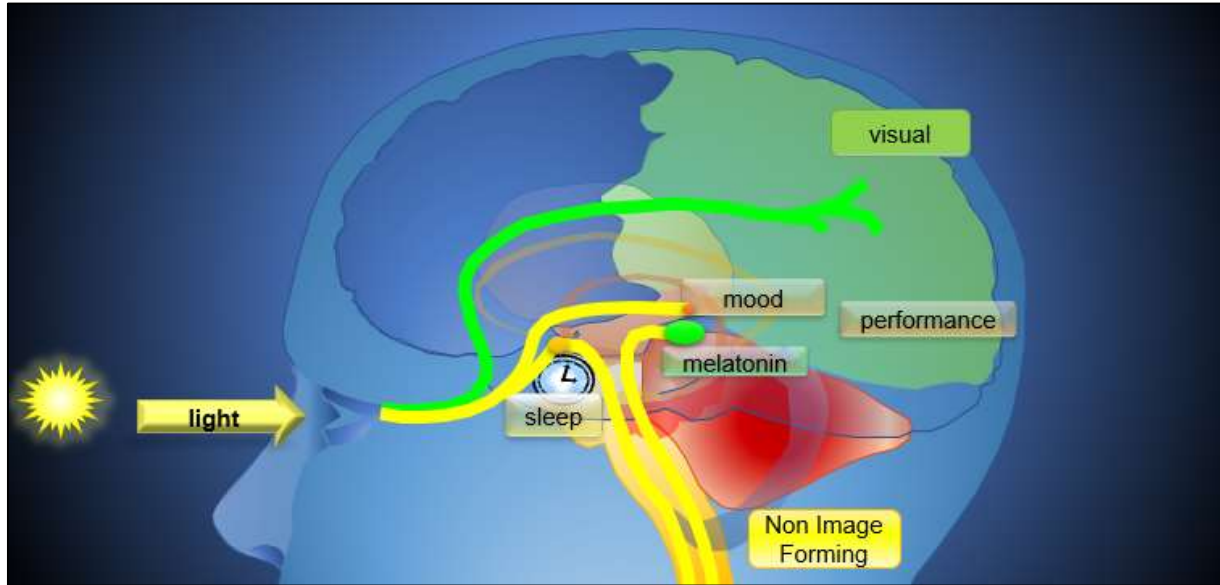 visual
mood
performance
melatonin
light
sleep
Non Image
Forming